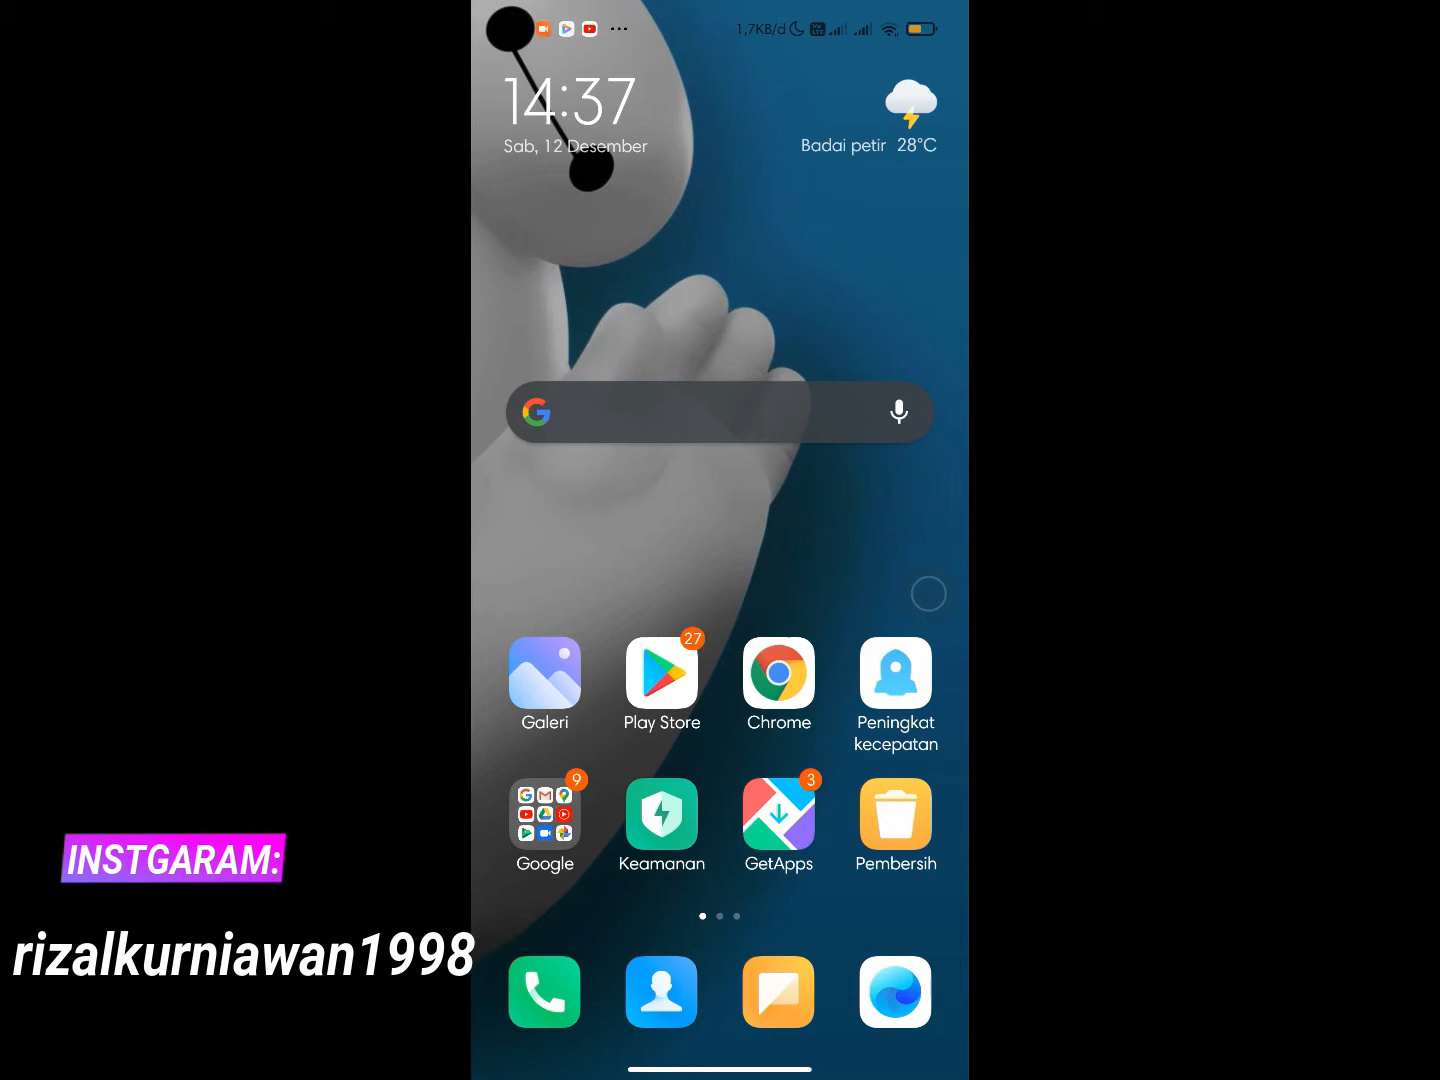 1,7KB/d
14:37
Sab, 12 Desember
Badai petir 28°C
Galeri
27
Play Store
Chrome
Peningkat
kecepatan
9
Google
Keamanan
3
GetApps
Pembersih
INSTGARAM:
rizalkurniawan1998